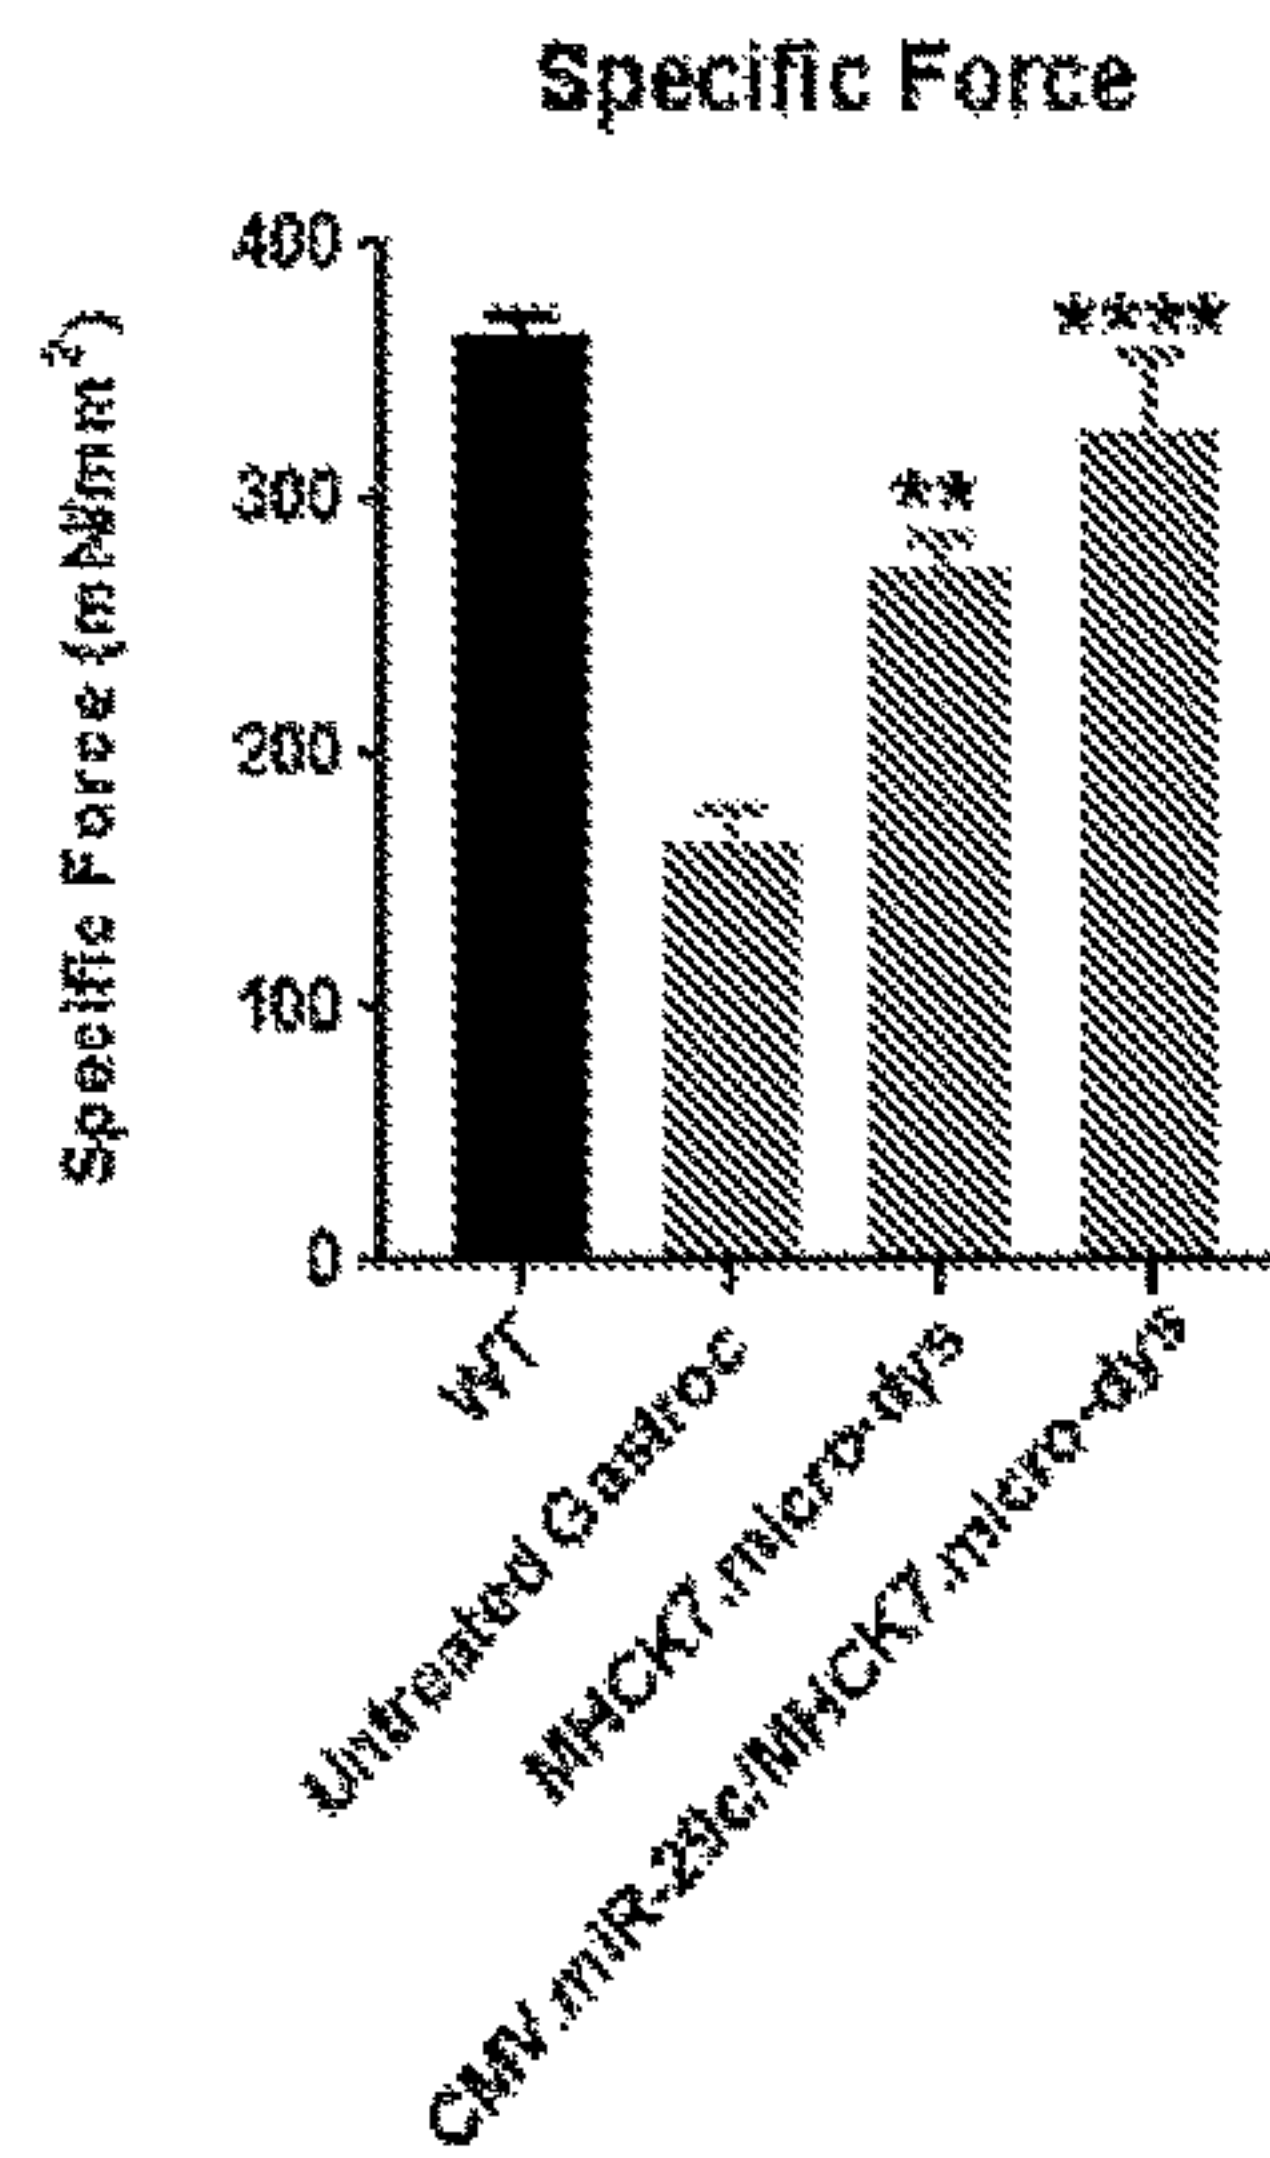 Specific Force
Specific Force (mN/mm²)
400
300
200
100
0
**
****
WT
Untreated Gastroc
MHCK7.micro-dys
CMV.miR-29c/MHCK7.micro-dys